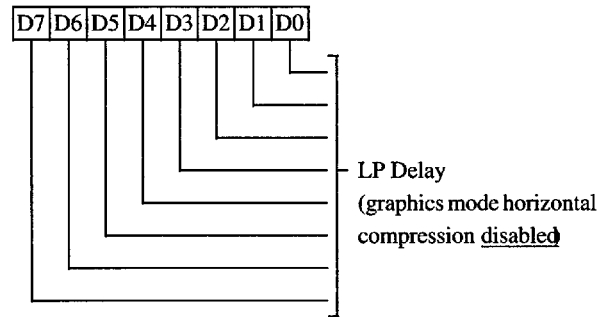 D7 D6 D5 D4 D3 D2 D1 D0
LP Delay
(graphics mode horizontal
compression disabled)